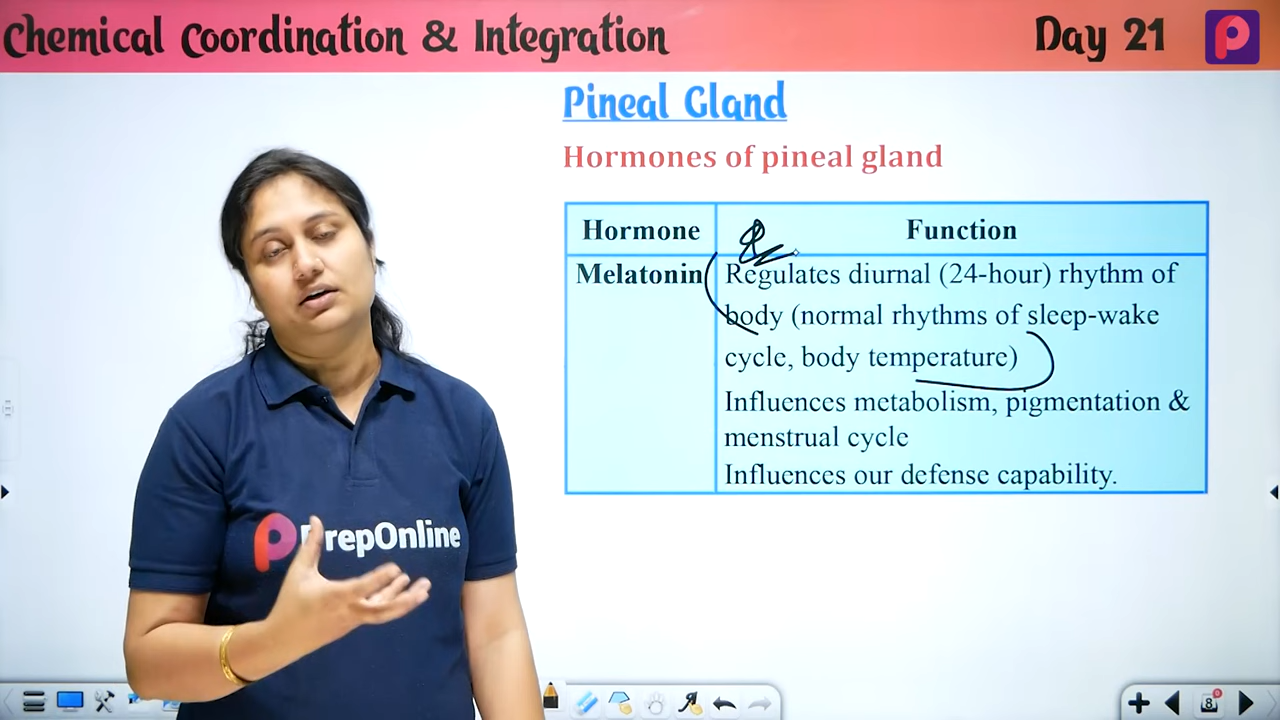 Chemical Coordination & Integration
Day 21
Pineal Gland
Hormones of pineal gland
Hormone
Function
Melatonin
Regulates diurnal (24-hour) rhythm of
body (normal rhythms of sleep-wake
cycle, body temperature)
Influences metabolism, pigmentation &
menstrual cycle
Influences our defense capability.
PrepOnline
8